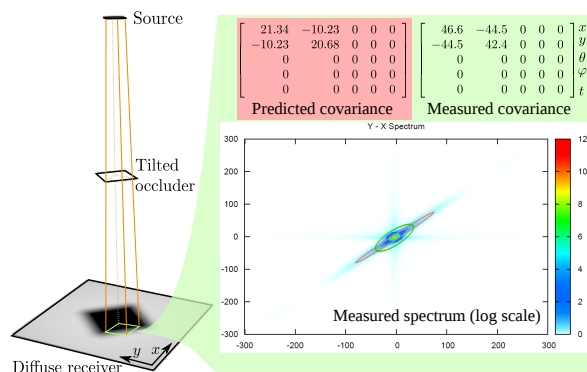 Source
Tilted
occluder
Diffuse receiver
y
x
21.34 −10.23 0 0 0
−10.23 20.68 0 0 0
0 0 0 0 0
0 0 0 0 0
0 0 0 0 0
Predicted covariance
46.6 −44.5 0 0 0 x
−44.5 42.4 0 0 0 y
0 0 0 0 0 θ
0 0 0 0 0 φ
0 0 0 0 0 t
Measured covariance
Y - X Spectrum
300
200
100
0
-100
-200
-300
-300 -200 -100 0 100 200 300
Measured spectrum (log scale)
12
10
8
6
4
2
0